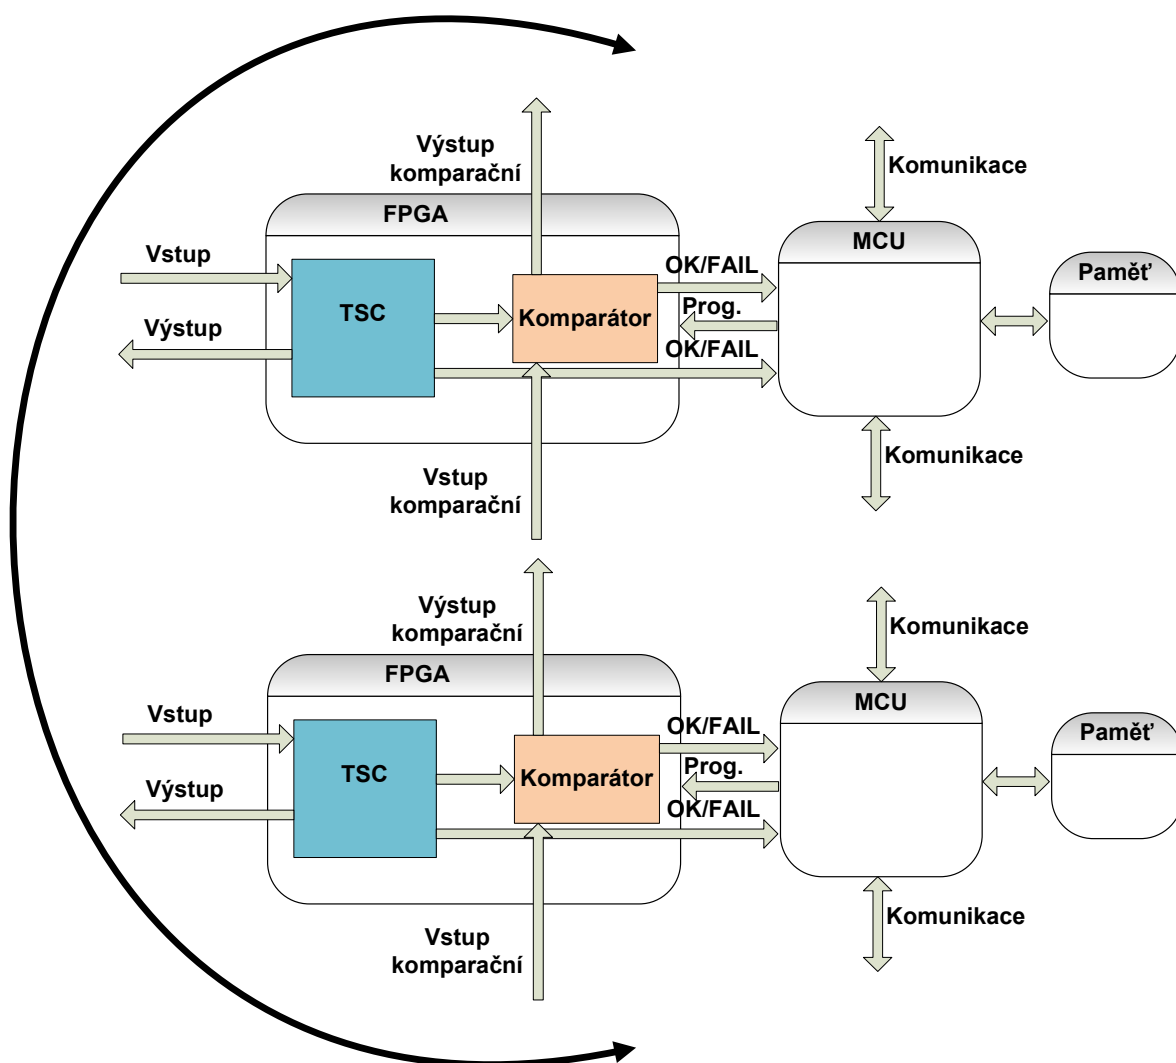 Výstup
komparační
Komunikace
FPGA
MCU
Vstup
OK/FAIL
Paměť
TSC
Prog.
Komparátor
Výstup
OK/FAIL
Komunikace
Vstup
komparační
Výstup
komparační
Komunikace
FPGA
MCU
Vstup
OK/FAIL
Paměť
TSC
Prog.
Komparátor
Výstup
OK/FAIL
Komunikace
Vstup
komparační